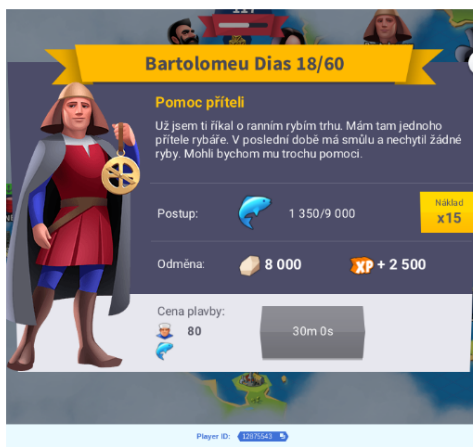 117
Bartolomeu Dias 18/60
Pomoc příteli
Už jsem ti říkal o ranním rybím trhu. Mám tam jednoho
přítele rybáře. V poslední době má smůlu a nechytil žádné
ryby. Mohli bychom mu trochu pomoci.
Postup: 1 350/9 000
Náklad
x15
Odměna: 8 000 XP + 2 500
Cena plavby:
80
30m 0s
Player ID: 12875543